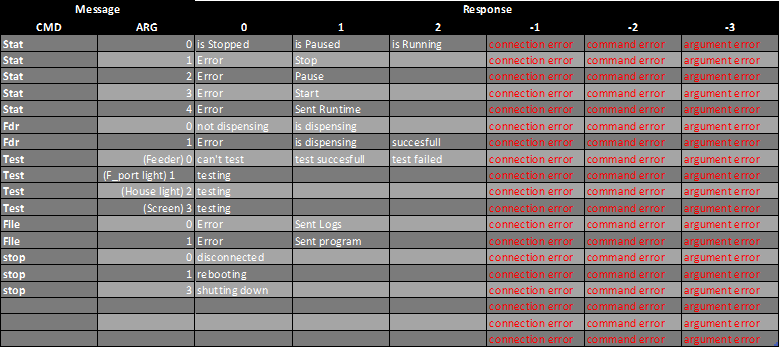 Message Response
CMD ARG 0 1 2 -1 -2 -3
Stat 0 is Stopped is Paused is Running connection error command error argument error
Stat 1 Error Stop connection error command error argument error
Stat 2 Error Pause connection error command error argument error
Stat 3 Error Start connection error command error argument error
Stat 4 Error Sent Runtime connection error command error argument error
Fdr 0 not dispensing is dispensing connection error command error argument error
Fdr 1 Error is dispensing succesfull connection error command error argument error
Test (Feeder) 0 can't test test succesfull test failed connection error command error argument error
Test (F_port light) 1 testing connection error command error argument error
Test (House light) 2 testing connection error command error argument error
Test (Screen) 3 testing connection error command error argument error
FIle 0 Error Sent Logs connection error command error argument error
FIle 1 Error Sent program connection error command error argument error
stop 0 disconnected connection error command error argument error
stop 1 rebooting connection error command error argument error
stop 3 shutting down connection error command error argument error
connection error command error argument error
connection error command error argument error
connection error command error argument error